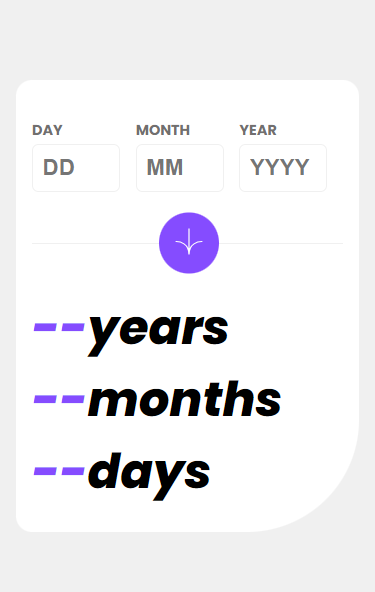 DAY MONTH YEAR
DD MM YYYY
--years
--months
--days